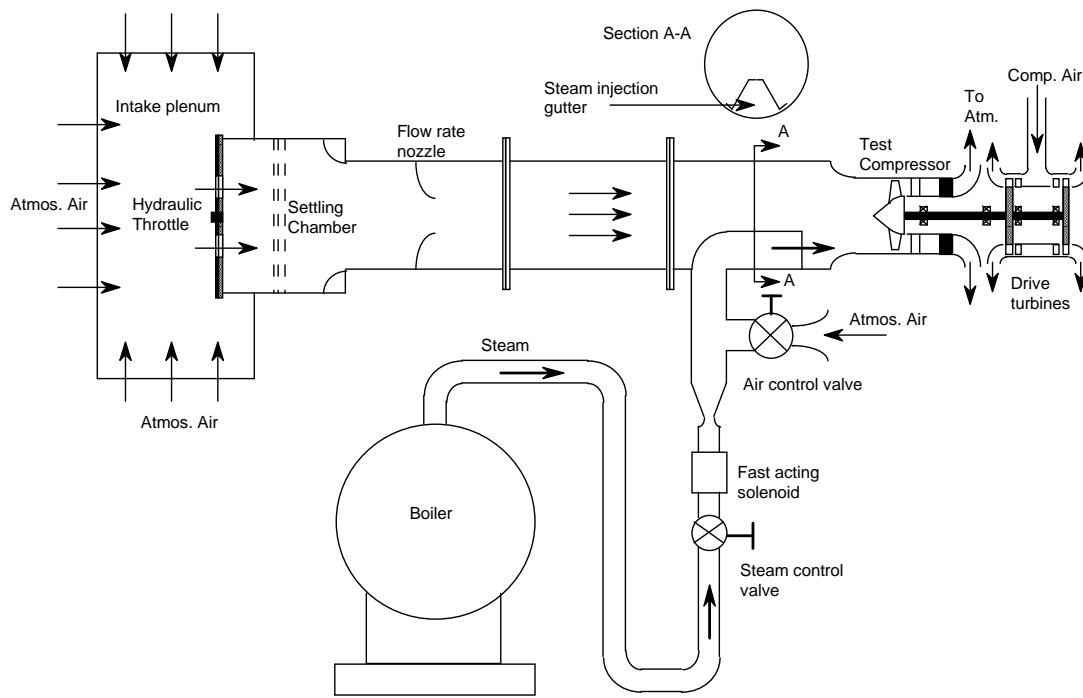 Section A-A
Steam injection
gutter
Comp. Air
To
Atm.
Intake plenum
Flow rate
nozzle
A
Test
Compressor
Atmos. Air
Hydraulic
Throttle
Settling
Chamber
A
Drive
turbines
Atmos. Air
Steam
Air control valve
Atmos. Air
Fast acting
solenoid
Boiler
Steam control
valve